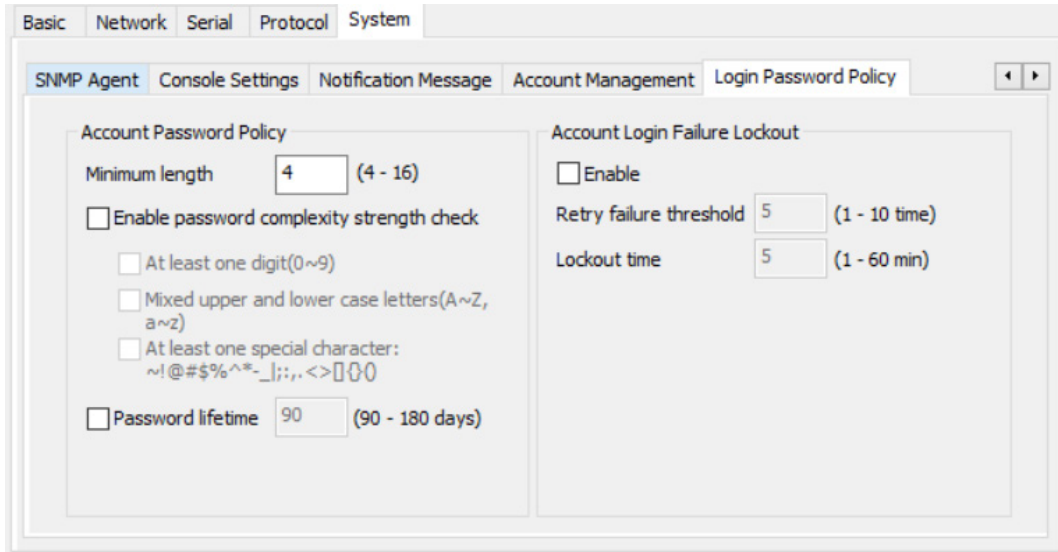 Basic Network Serial Protocol System
SNMP Agent Console Settings Notification Message Account Management Login Password Policy
Account Password Policy
Minimum length 4 (4 - 16)
Enable password complexity strength check
At least one digit(0~9)
Mixed upper and lower case letters(A~Z,
a~z)
At least one special character:
~!@#$%^*-_|;:,.<>[]{}()
Password lifetime 90 (90 - 180 days)
Account Login Failure Lockout
Enable
Retry failure threshold 5 (1 - 10 time)
Lockout time 5 (1 - 60 min)